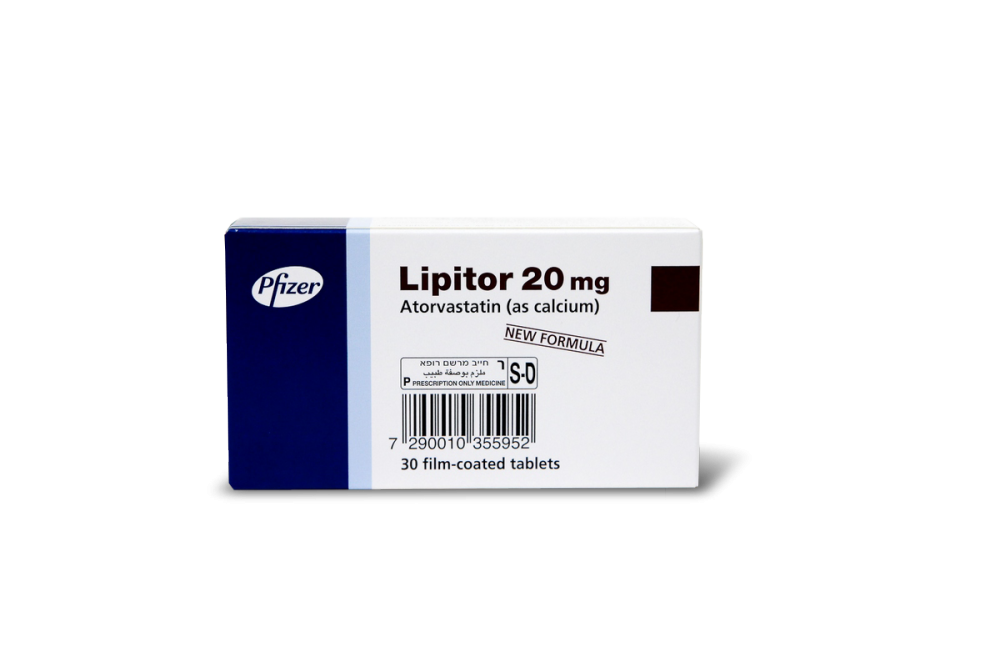 Pfizer
Lipitor 20 mg
Atorvastatin (as calcium)
NEW FORMULA
חייב מרשם רופא ר
ملزم بوصفة طبيب
P PRESCRIPTION ONLY MEDICINE
S-D
7 290010 355952
30 film-coated tablets